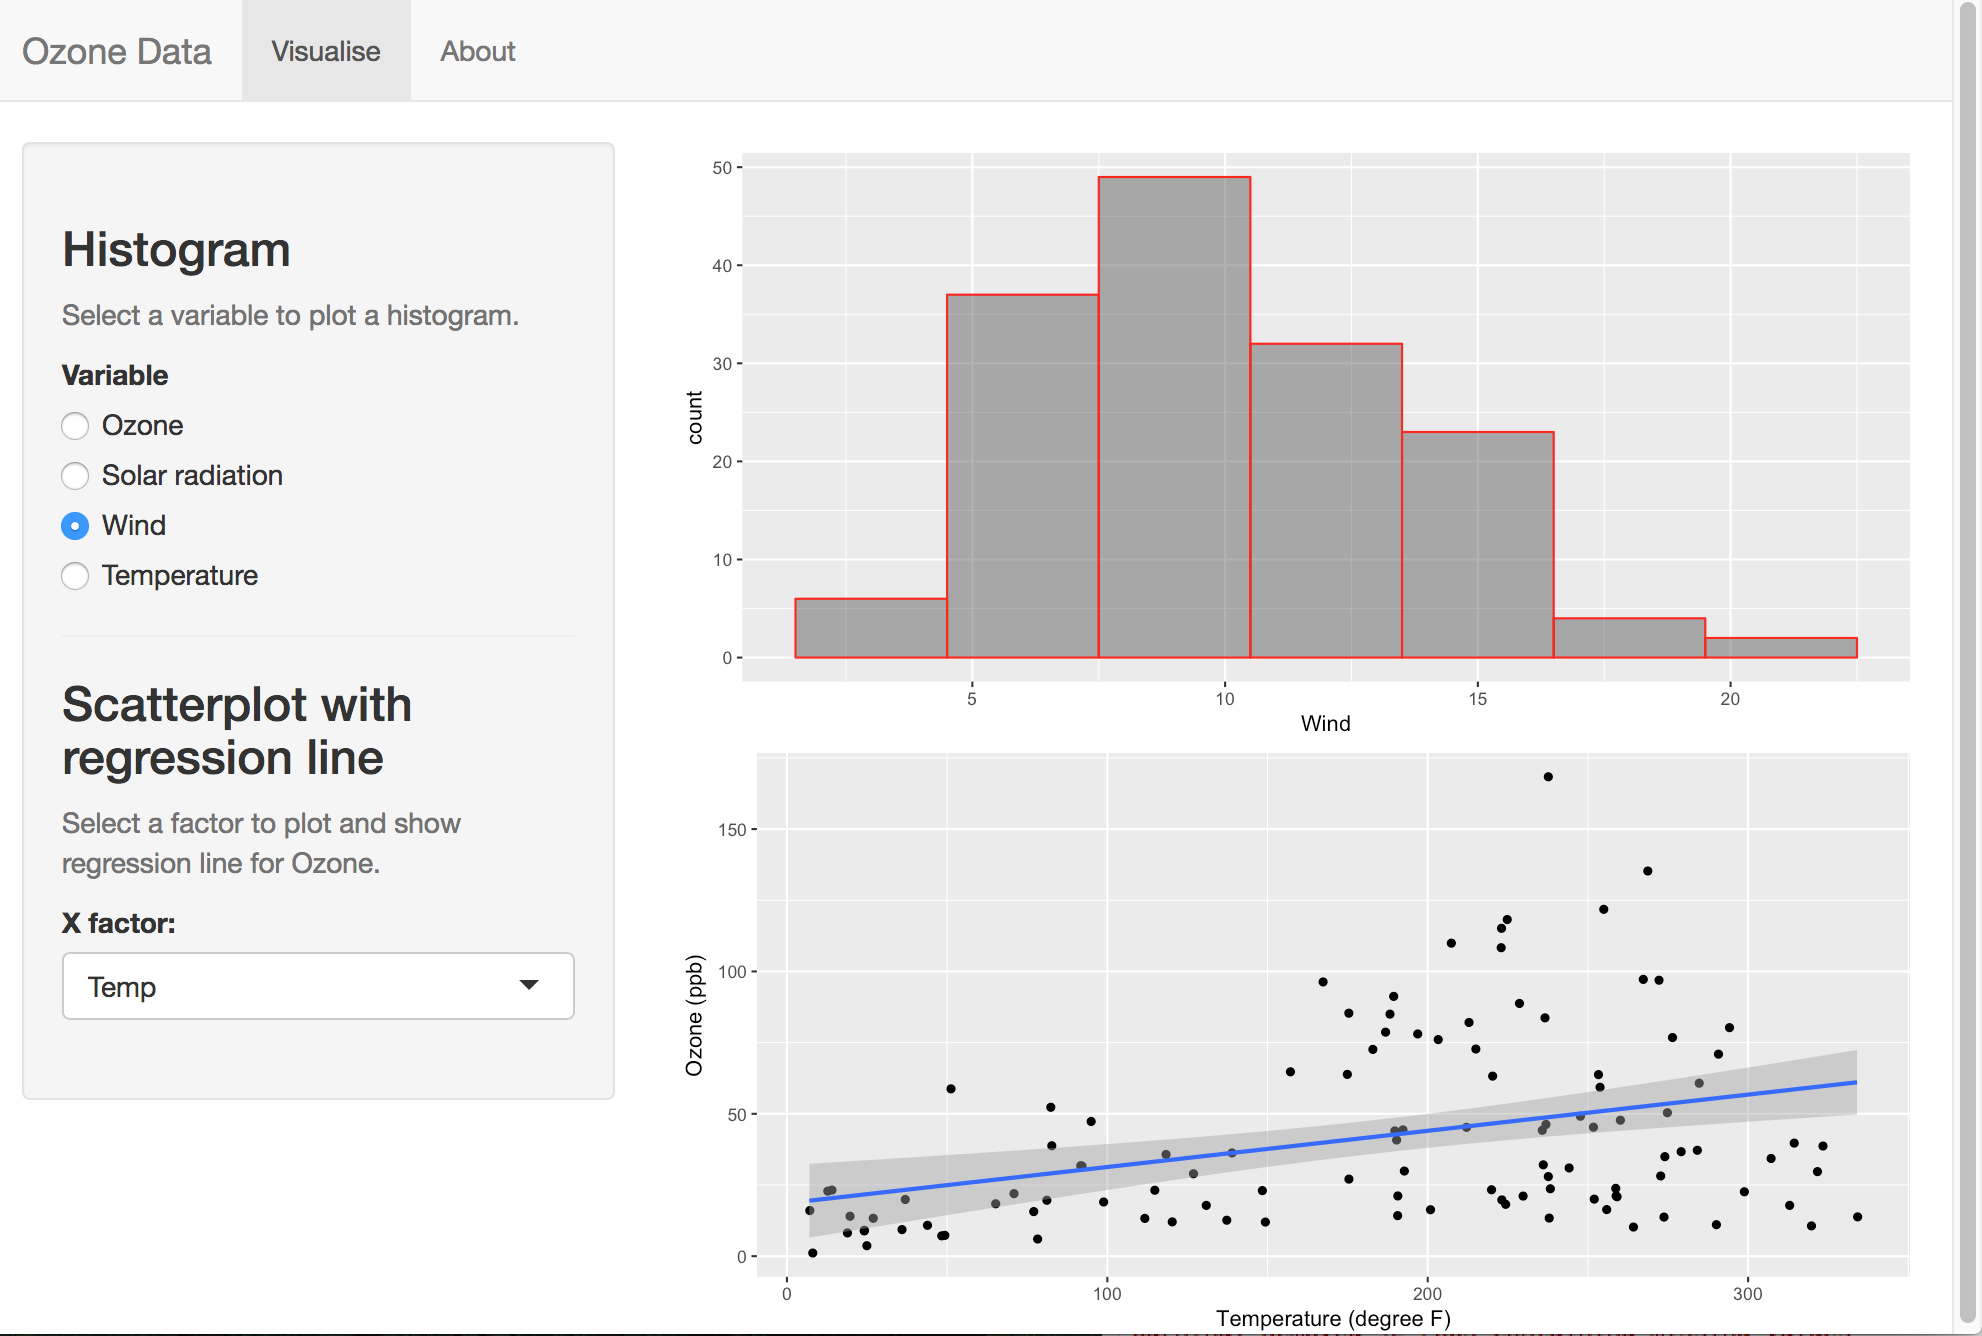 Ozone Data
Visualise
About
Histogram
Select a variable to plot a histogram.
Variable
Ozone
Solar radiation
Wind
Temperature
Scatterplot with
regression line
Select a factor to plot and show
regression line for Ozone.
X factor:
Temp
50
40
30
20
10
0
count
5 10 15 20
Wind
150
100
50
0
Ozone (ppb)
0 100 200 300
Temperature (degree F)